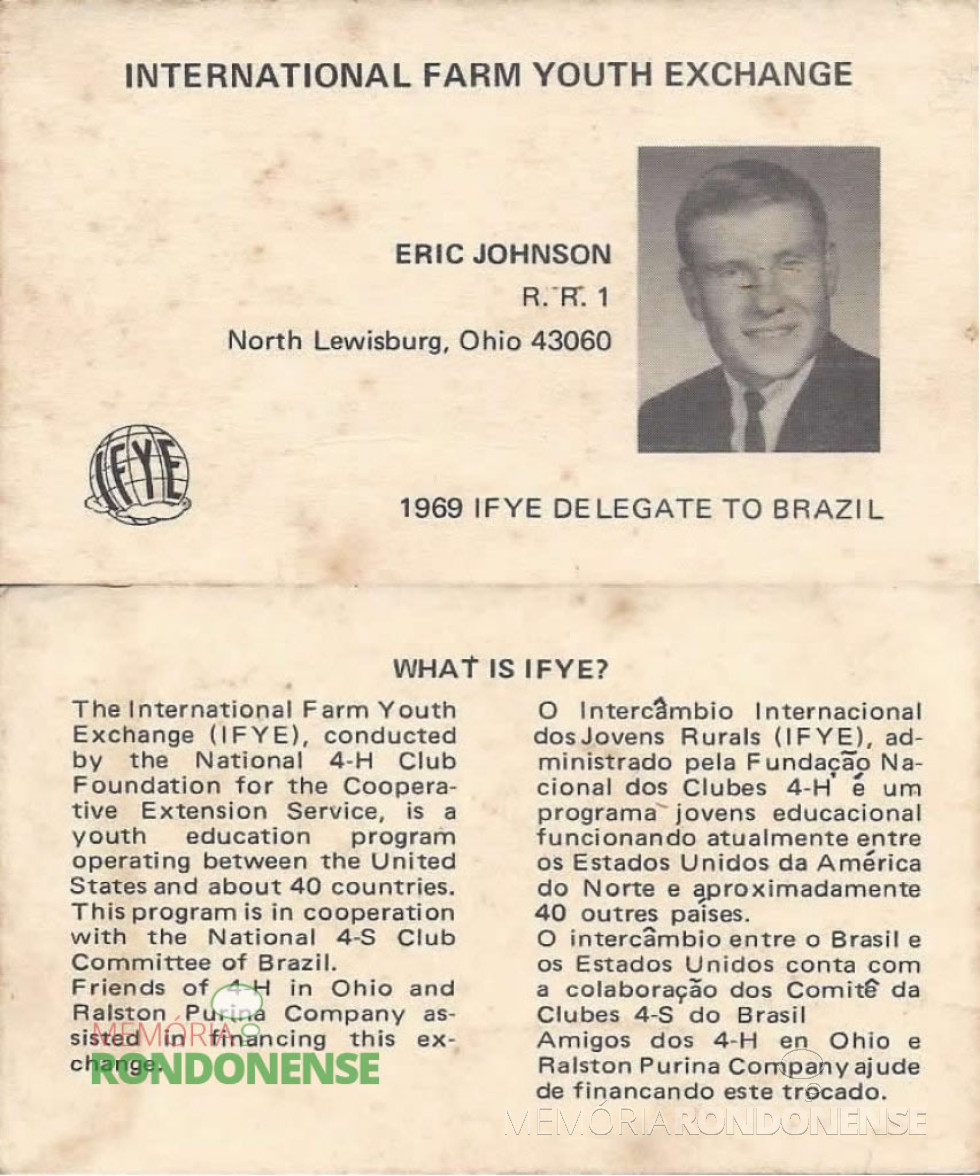 INTERNATIONAL FARM YOUTH EXCHANGE
ERIC JOHNSON
R. R. 1
North Lewisburg, Ohio 43060
IFYE
1969 IFYE DELEGATE TO BRAZIL
WHAT IS IFYE?
The International Farm Youth
Exchange (IFYE), conducted
by the National 4-H Club
Foundation for the Coopera-
tive Extension Service, is a
youth education program
operating between the United
States and about 40 countries.
This program is in cooperation
with the National 4-S Club
Committee of Brazil.
Friends of 4-H in Ohio and
Ralston Purina Company as-
sisted in financing this ex-
change.
O Intercâmbio Internacional
dos Jovens Rurals (IFYE), ad-
ministrado pela Fundação Na-
cional dos Clubes 4-H é um
programa jovens educacional
funcionando atualmente entre
os Estados Unidos da América
do Norte e aproximadamente
40 outres países.
O intercâmbio entre o Brasil e
os Estados Unidos conta com
a colaboração dos Comitê da
Clubes 4-S do Brasil
Amigos dos 4-H en Ohio e
Ralston Purina Company ajude
de financando este trocado.
MEMÓRIA
RONDONENSE
MEMÓRIARONDONENSE